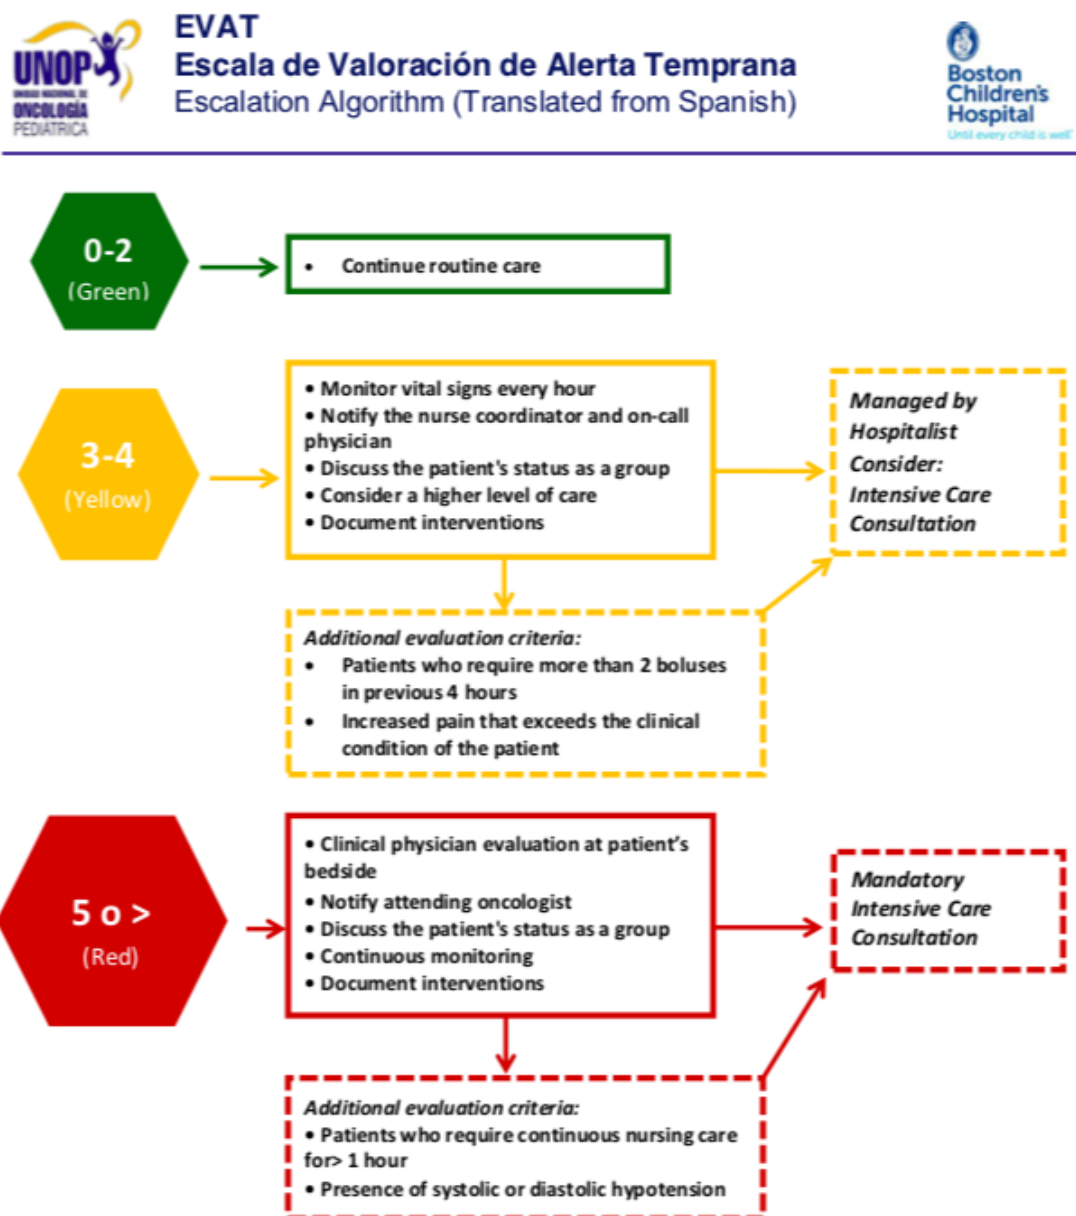 UNOP
UNIDAD NACIONAL DE
ONCOLOGÍA
PEDIÁTRICA
EVAT
Escala de Valoración de Alerta Temprana
Escalation Algorithm (Translated from Spanish)
Boston
Children's
Hospital
Until every child is well
0-2
(Green)
• Continue routine care
3-4
(Yellow)
• Monitor vital signs every hour
• Notify the nurse coordinator and on-call
physician
• Discuss the patient's status as a group
• Consider a higher level of care
• Document interventions
Managed by
Hospitalist
Consider:
Intensive Care
Consultation
Additional evaluation criteria:
• Patients who require more than 2 boluses
in previous 4 hours
• Increased pain that exceeds the clinical
condition of the patient
5 o >
(Red)
• Clinical physician evaluation at patient's
bedside
• Notify attending oncologist
• Discuss the patient's status as a group
• Continuous monitoring
• Document interventions
Mandatory
Intensive Care
Consultation
Additional evaluation criteria:
• Patients who require continuous nursing care
for> 1 hour
• Presence of systolic or diastolic hypotension